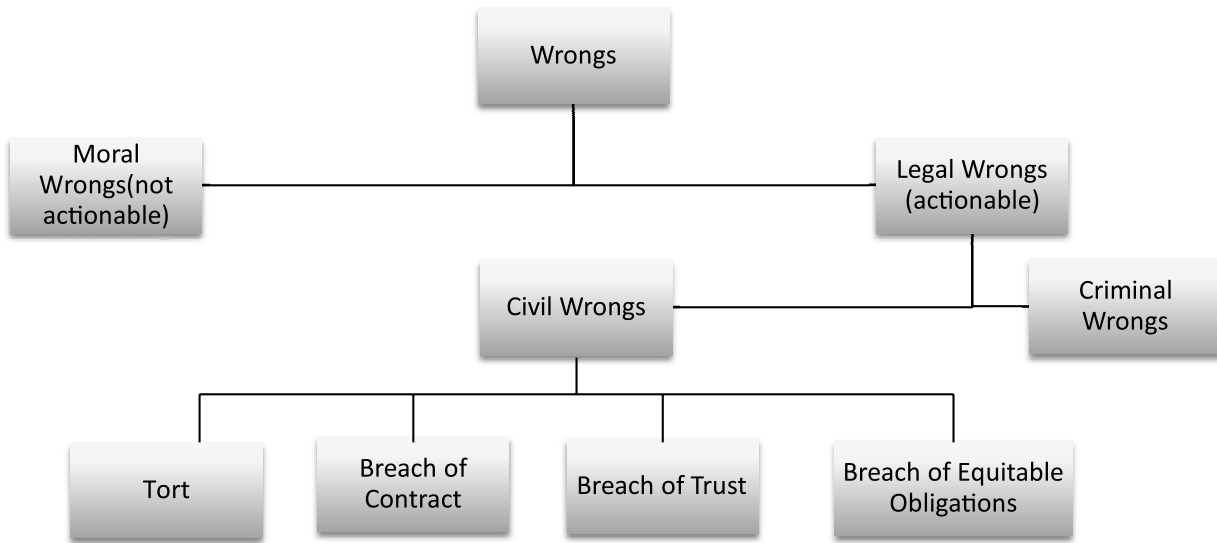 Wrongs
Moral
Wrongs(not
actionable)
Legal Wrongs
(actionable)
Civil Wrongs
Criminal
Wrongs
Tort
Breach of
Contract
Breach of Trust
Breach of Equitable
Obligations